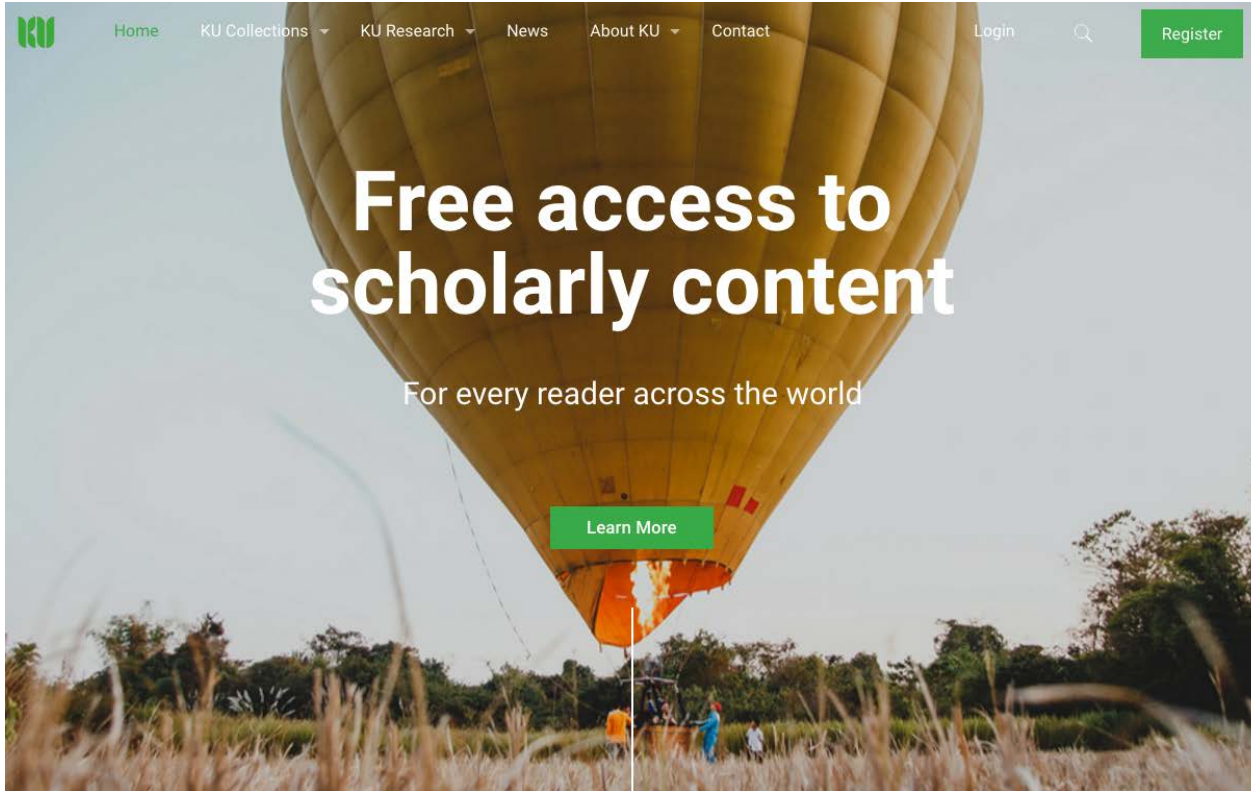 KU
Home KU Collections KU Research News About KU Contact Login Register
Free access to
scholarly content
For every reader across the world
Learn More